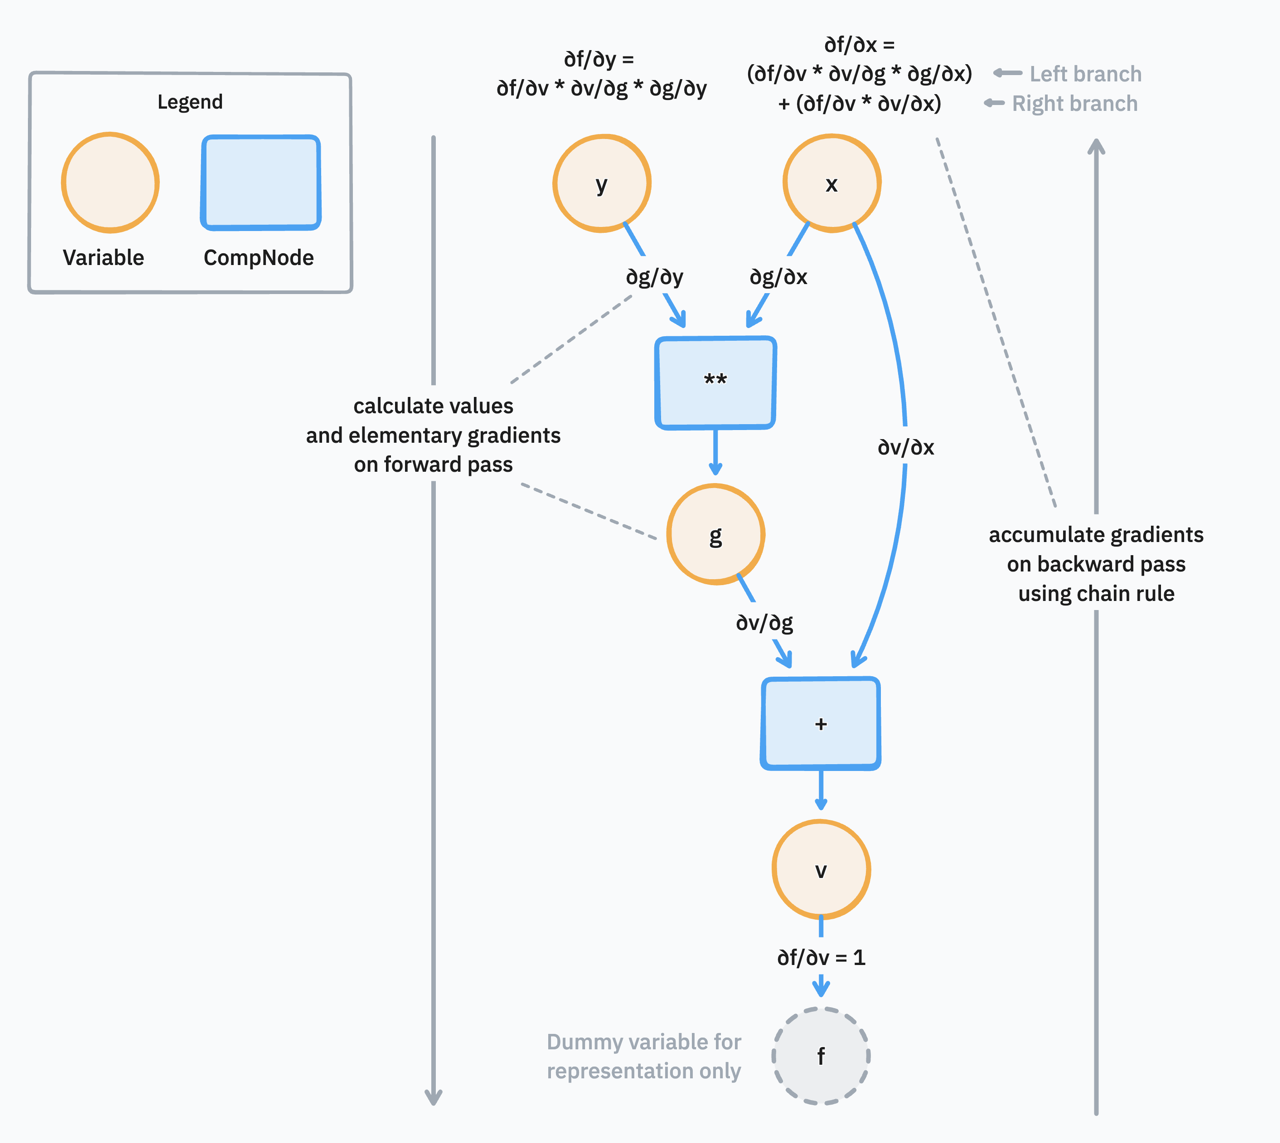 Legend
Variable
CompNode
∂f/∂y =
∂f/∂v * ∂v/∂g * ∂g/∂y
∂f/∂x =
(∂f/∂v * ∂v/∂g * ∂g/∂x)
+ (∂f/∂v * ∂v/∂x)
Left branch
Right branch
y
x
∂g/∂y
∂g/∂x
**
calculate values
and elementary gradients
on forward pass
∂v/∂x
g
accumulate gradients
on backward pass
using chain rule
∂v/∂g
+
v
∂f/∂v = 1
Dummy variable for
representation only
f